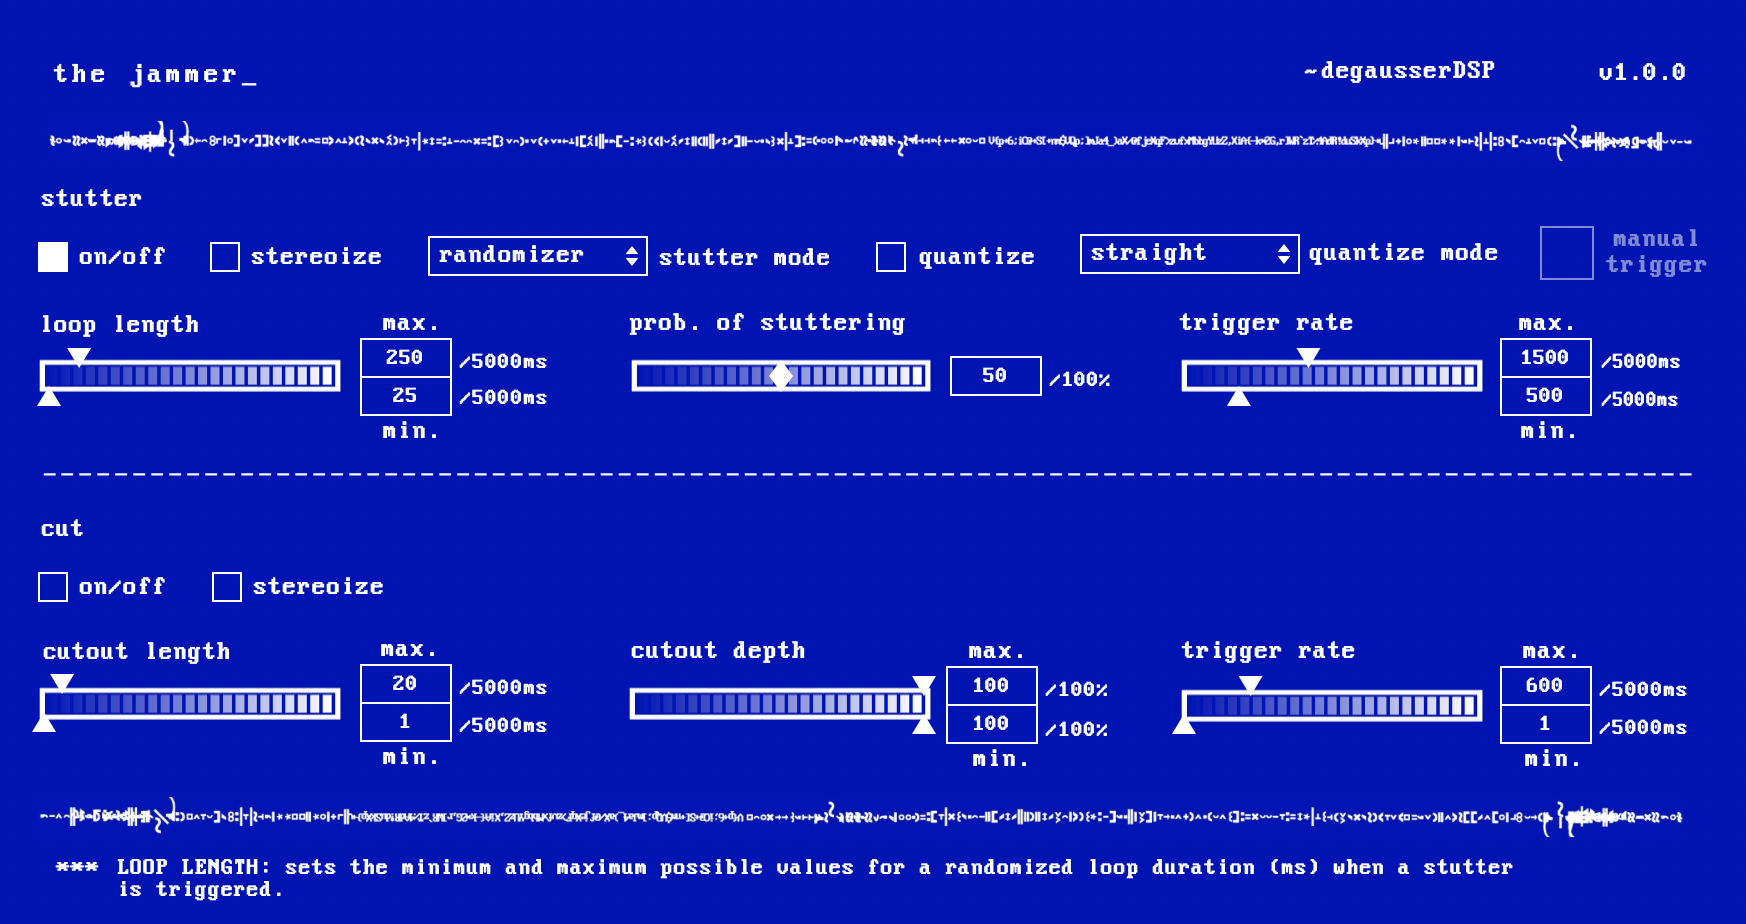 the jammer_
~degausserDSP v1.0.0
stutter
on/off stereoize randomizer stutter mode quantize straight quantize mode manual trigger
loop length max. prob. of stuttering trigger rate max.
250 /5000ms 50 /100% 1500 /5000ms
25 /5000ms 500 /5000ms
min. min.
cut
on/off stereoize
cutout length max. cutout depth max. trigger rate max.
20 /5000ms 100 /100% 600 /5000ms
1 /5000ms 100 /100% 1 /5000ms
min. min. min.
*** LOOP LENGTH: sets the minimum and maximum possible values for a randomized loop duration (ms) when a stutter
is triggered.